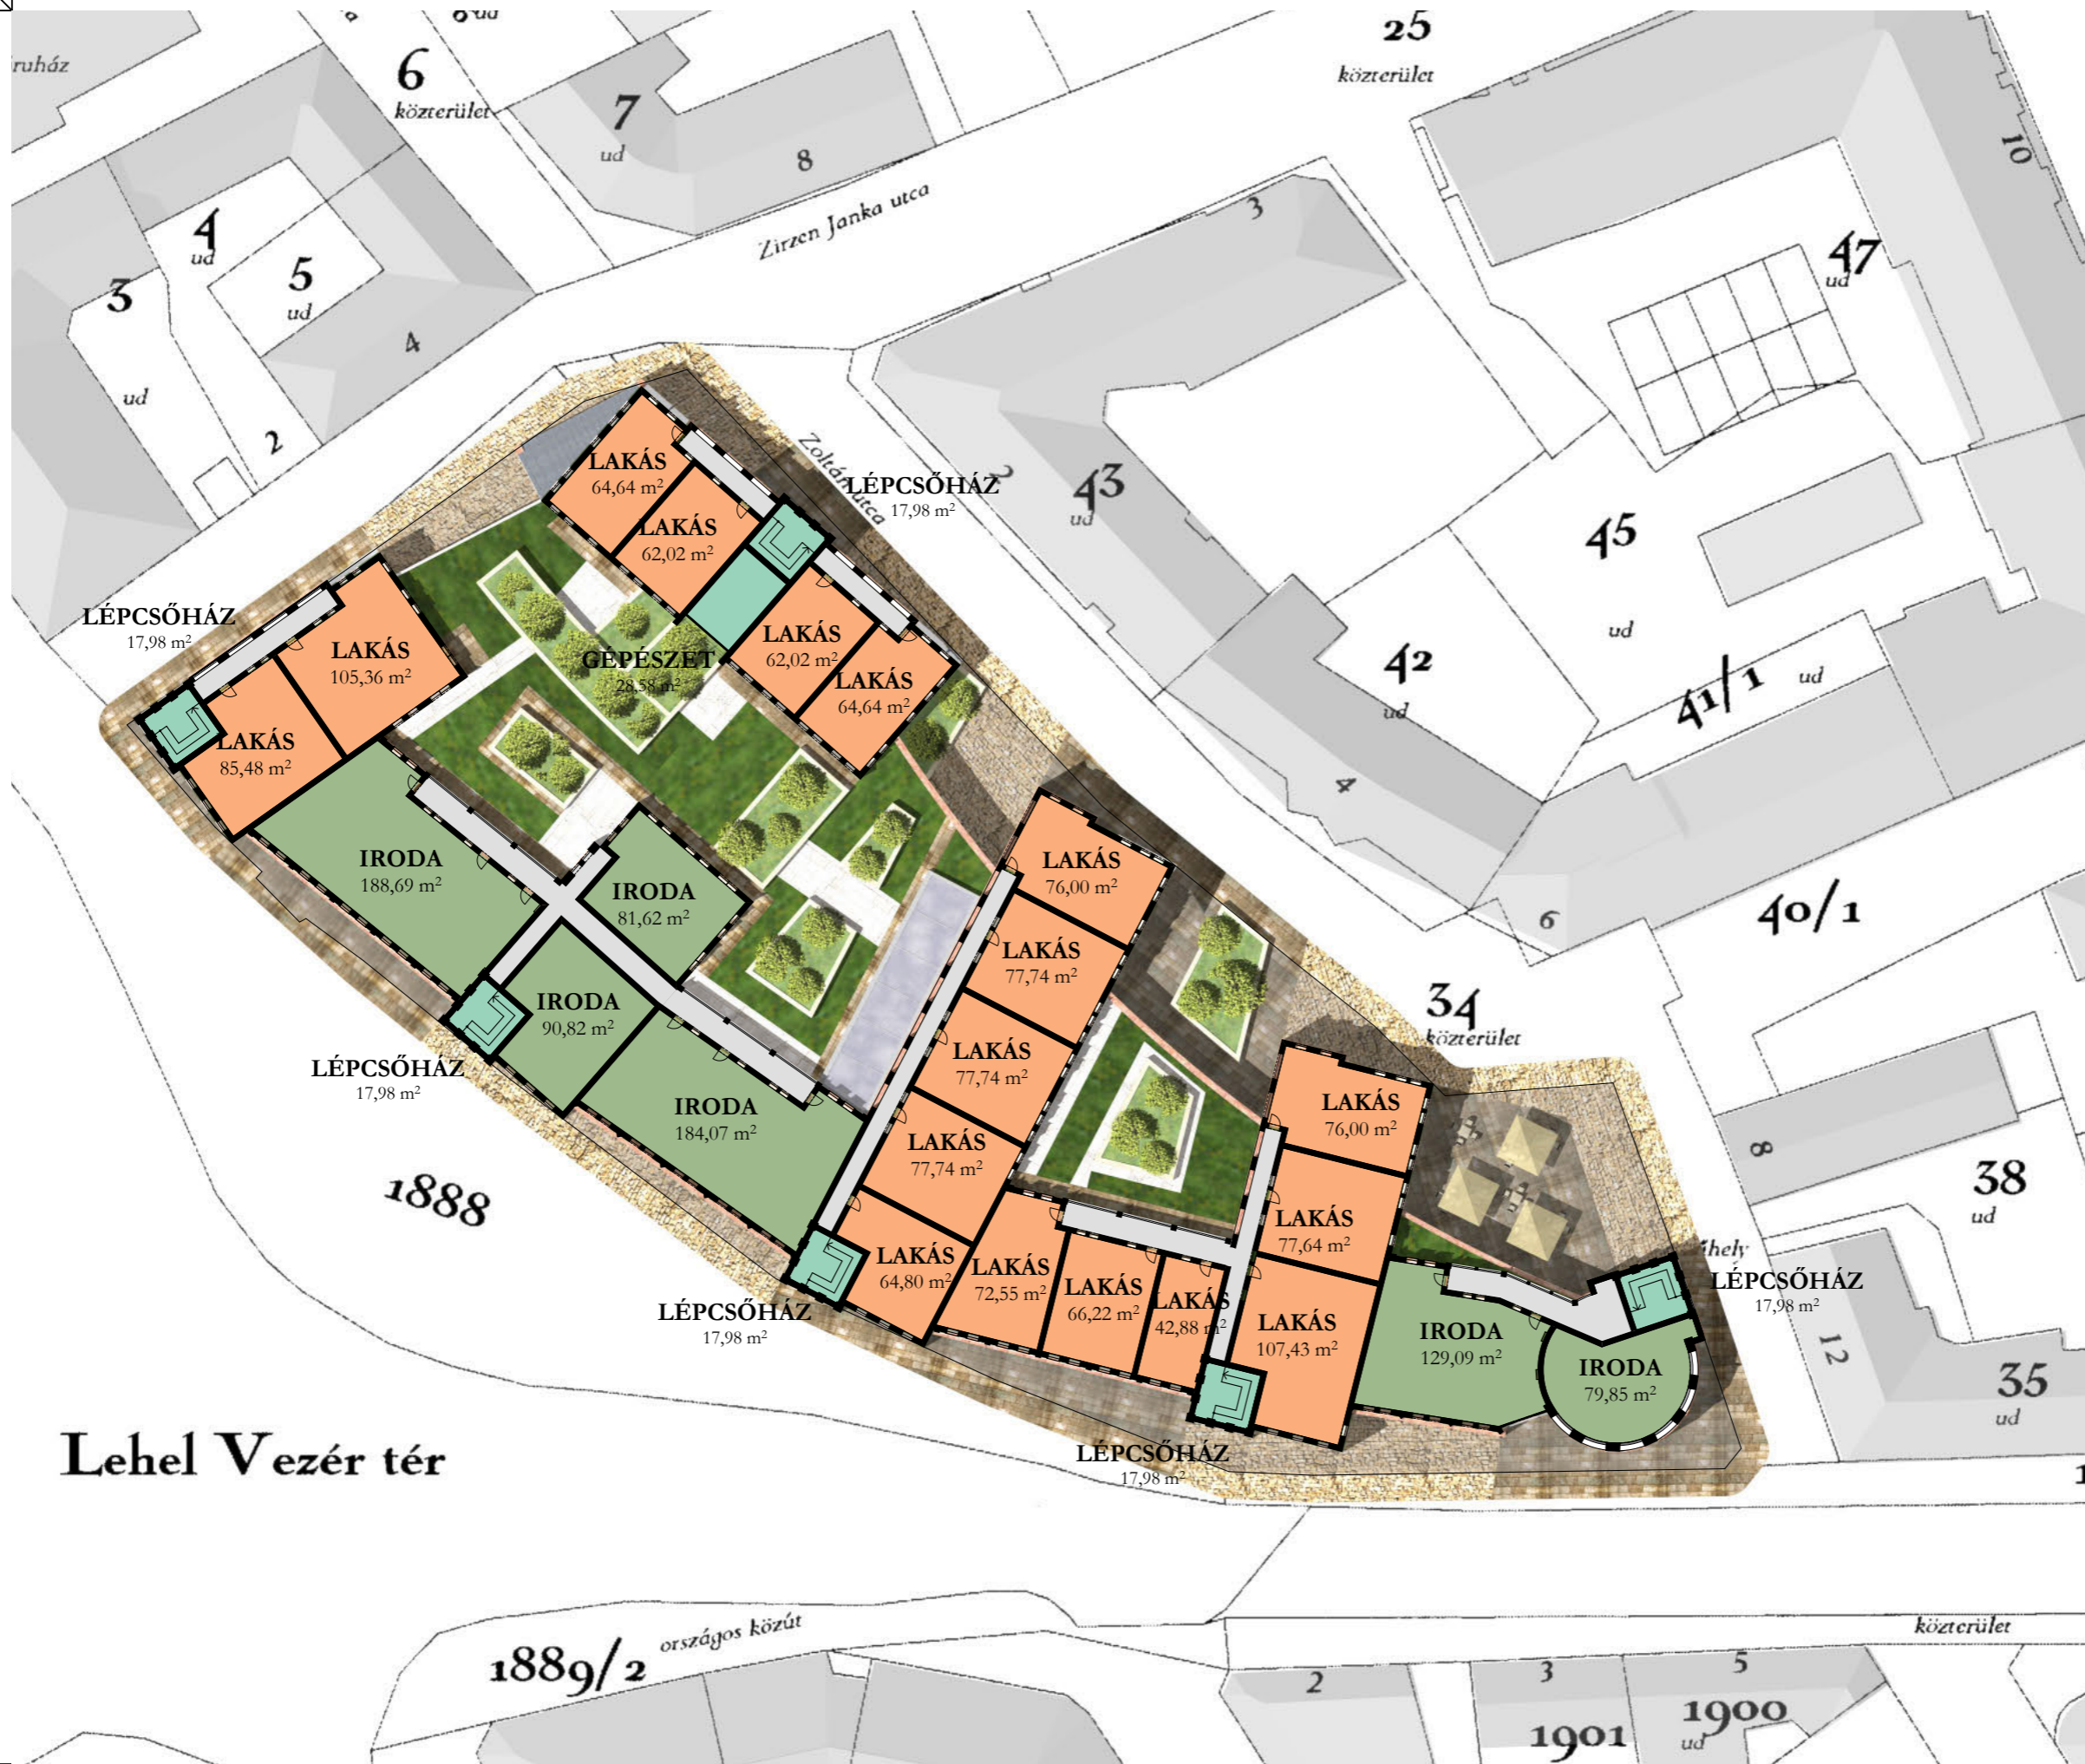 ruház
6
közterület
7
ud
8
25
közterület
10
Zirzen Janka utca
3
4
ud
5
ud
3
ud
4
2
47
ud
Zoltán utca
2
43
ud
45
ud
42
ud
41/1
ud
4
6
40/1
34
közterület
8
38
ud
12
35
ud
LAKÁS
64,64 m²
LAKÁS
62,02 m²
LÉPCSŐHÁZ
17,98 m²
GÉPÉSZET
28,58 m²
LAKÁS
62,02 m²
LAKÁS
64,64 m²
LÉPCSŐHÁZ
17,98 m²
LAKÁS
105,36 m²
LAKÁS
85,48 m²
IRODA
188,69 m²
IRODA
81,62 m²
IRODA
90,82 m²
LÉPCSŐHÁZ
17,98 m²
IRODA
184,07 m²
LAKÁS
76,00 m²
LAKÁS
77,74 m²
LAKÁS
77,74 m²
LAKÁS
77,74 m²
LAKÁS
64,80 m²
LÉPCSŐHÁZ
17,98 m²
LAKÁS
72,55 m²
LAKÁS
66,22 m²
LAKÁS
42,88 m²
LAKÁS
76,00 m²
LAKÁS
77,64 m²
LAKÁS
107,43 m²
LÉPCSŐHÁZ
17,98 m²
IRODA
129,09 m²
IRODA
79,85 m²
LÉPCSŐHÁZ
17,98 m²
1888
Lehel Vezér tér
1889/2
országos közút
közterület
2
3
5
1901
1900
ud